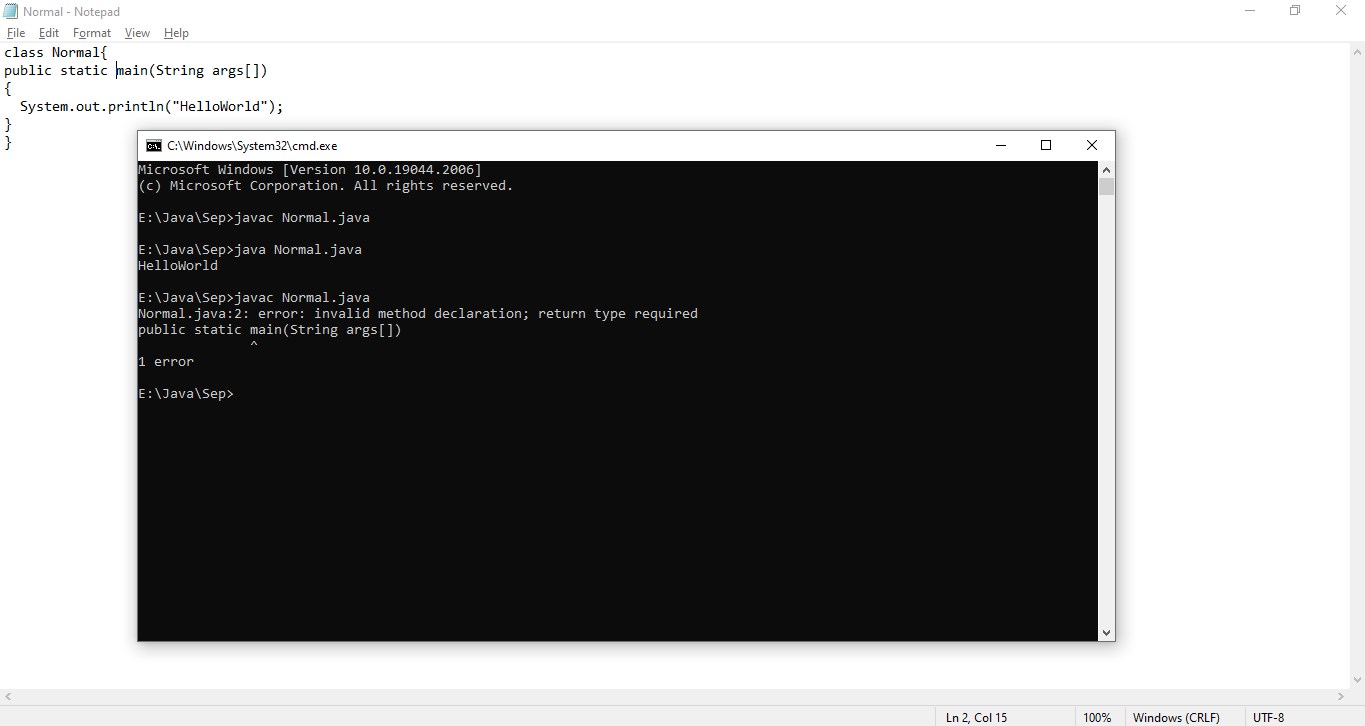 Normal - Notepad
File Edit Format View Help
class Normal{
public static main(String args[])
{
  System.out.println("HelloWorld");
}
}
C:\Windows\System32\cmd.exe
Microsoft Windows [Version 10.0.19044.2006]
(c) Microsoft Corporation. All rights reserved.
E:\Java\Sep>javac Normal.java
E:\Java\Sep>java Normal.java
HelloWorld
E:\Java\Sep>javac Normal.java
Normal.java:2: error: invalid method declaration; return type required
public static main(String args[])
              ^
1 error
E:\Java\Sep>
Ln 2, Col 15 100% Windows (CRLF) UTF-8